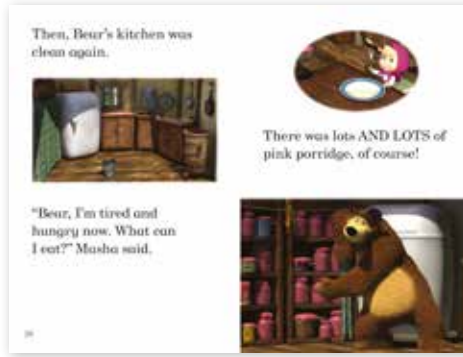 Then, Bear's kitchen was
clean again.
"Bear, I'm tired and
hungry now. What can
I eat?" Masha said.
There was lots AND LOTS of
pink porridge, of course!